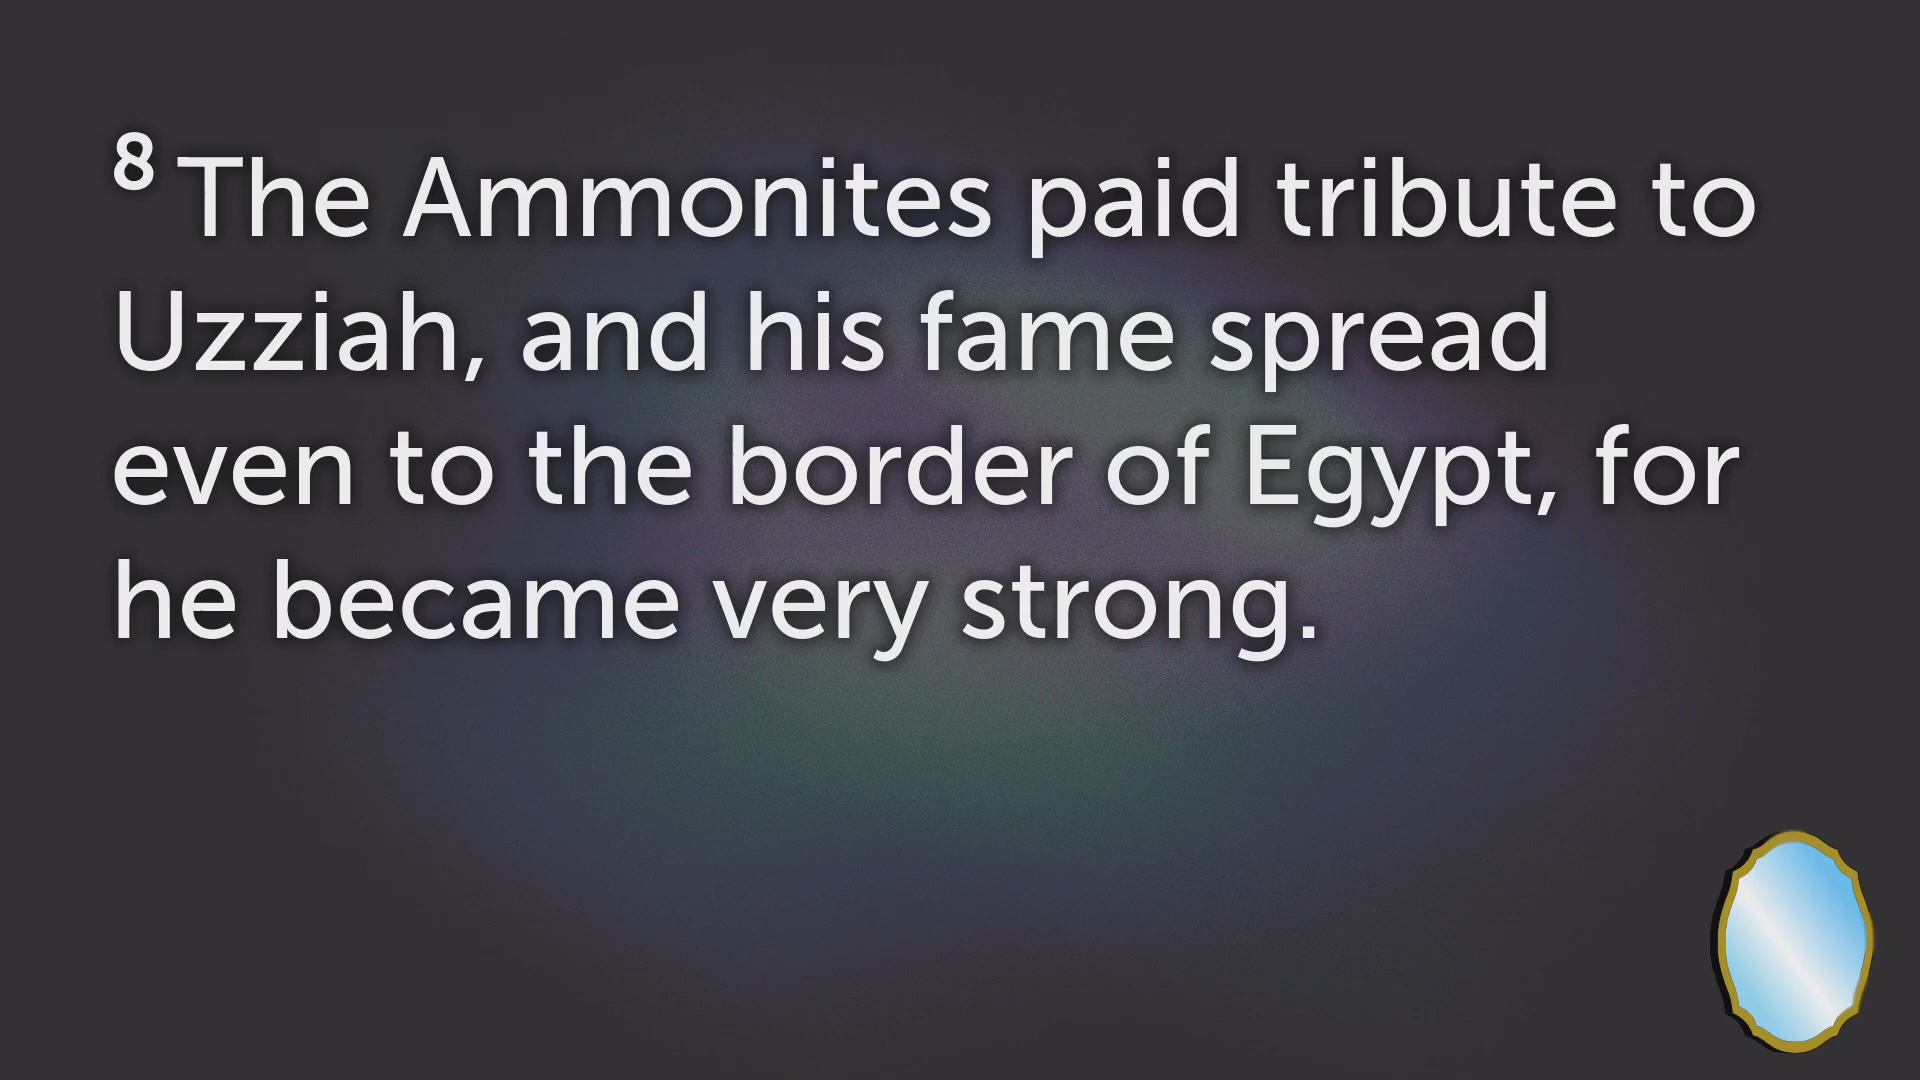 8 The Ammonites paid tribute to
Uzziah, and his fame spread
even to the border of Egypt, for
he became very strong.